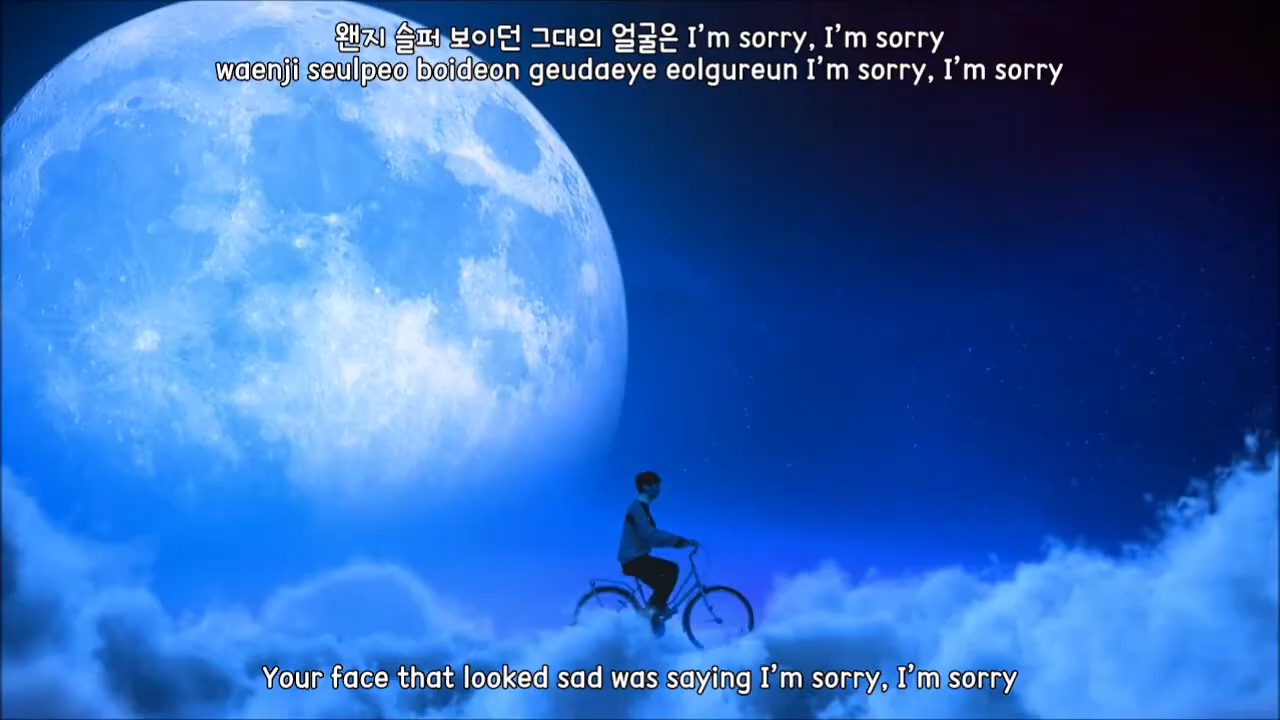 왠지 슬퍼 보이던 그대의 얼굴은 I'm sorry, I'm sorry
waenji seulpeo boideon geudaeye eolgureun I'm sorry, I'm sorry
Your face that looked sad was saying I'm sorry, I'm sorry